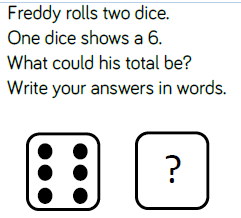 Freddy rolls two dice.
One dice shows a 6.
What could his total be?
Write your answers in words.
?